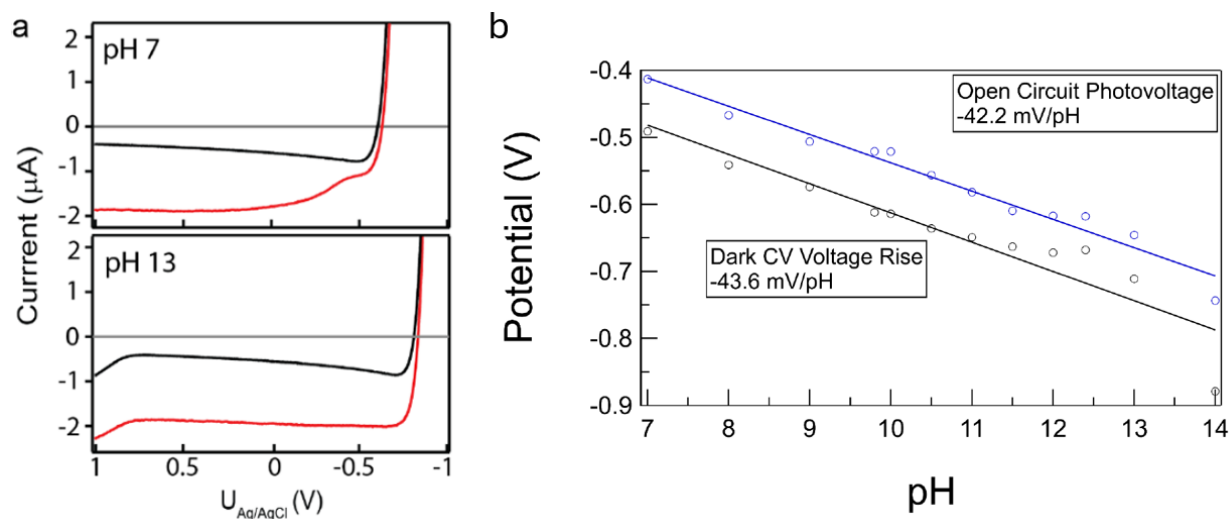 a
pH 7
2
1
0
-1
-2
pH 13
2
1
0
-1
-2
Currrent (μA)
1
0.5
0
-0.5
-1
U Ag/AgCl (V)
b
-0.4
-0.5
-0.6
-0.7
-0.8
-0.9
Potential (V)
Open Circuit Photovoltage
-42.2 mV/pH
Dark CV Voltage Rise
-43.6 mV/pH
7
8
9
10
11
12
13
14
pH